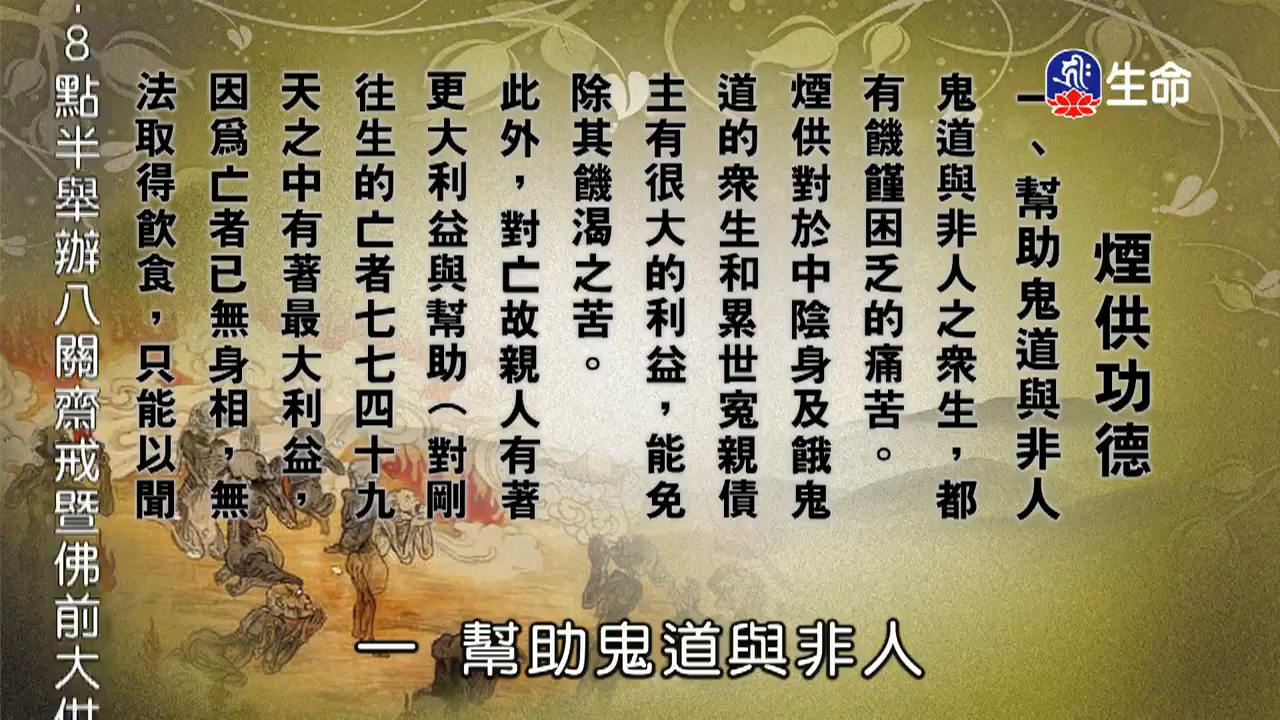 煙供功德
一、幫助鬼道與非人
鬼道與非人之衆生，都
有饑饉困乏的痛苦。
煙供對於中陰身及餓鬼
道的衆生和累世冤親債
主有很大的利益，能免
除其饑渴之苦。
此外，對亡故親人有著
更大利益與幫助（對剛
往生的亡者七七四十九
天之中有著最大利益，
因爲亡者已無身相，無
法取得飲食，只能以聞
8點半舉辦八關齋戒暨佛前大供
生命
一 幫助鬼道與非人